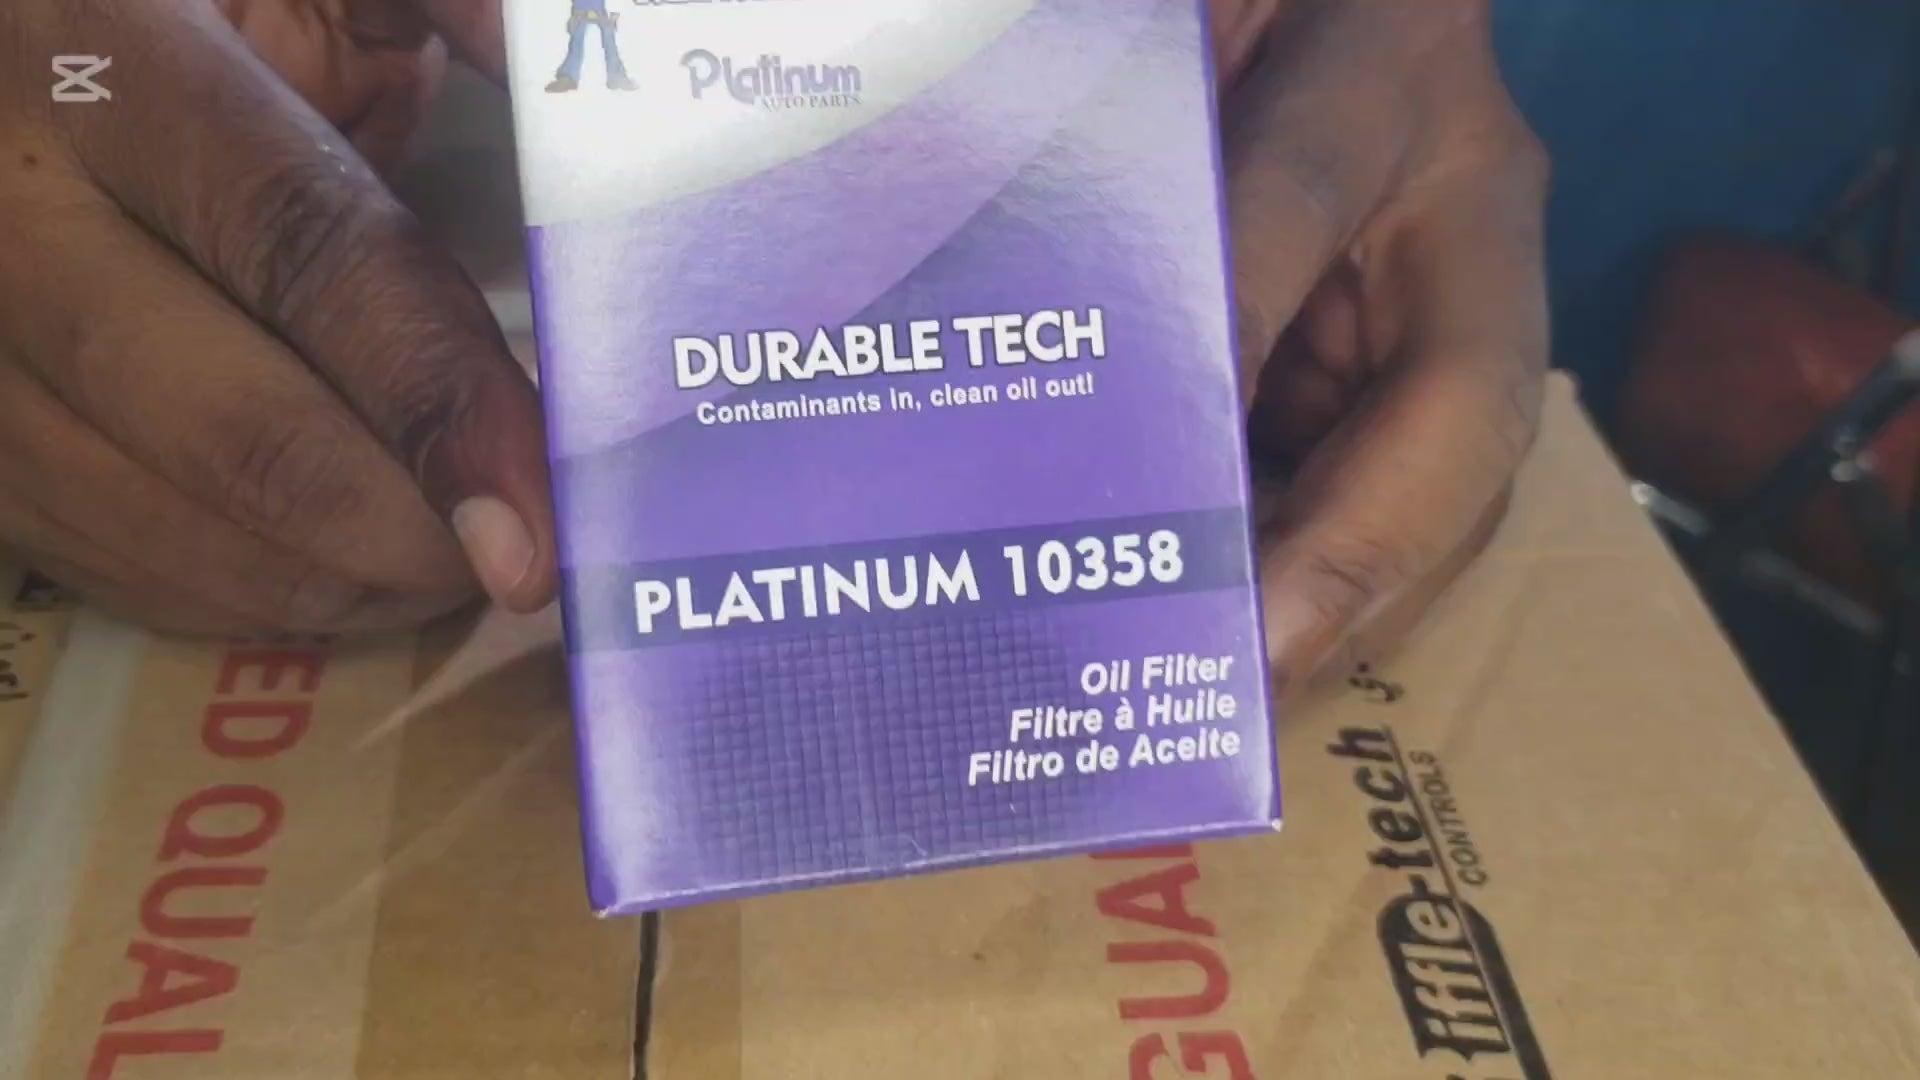 Platinum
AUTO PARTS
DURABLE TECH
Contaminants in, clean oil out!
PLATINUM 10358
Oil Filter
Filtre à Huile
Filtro de Aceite
ED QUAL
GUA
tech
CONTROLS